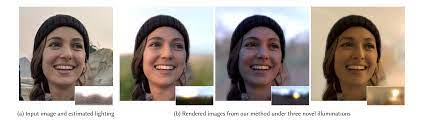 (a) Input image and estimated lighting
(b) Rendered images from our method under three novel illuminations